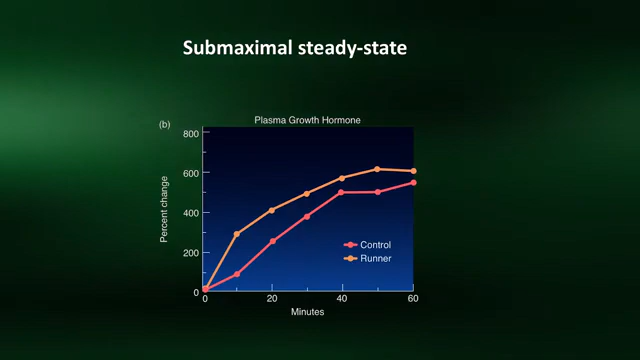 Submaximal steady-state
(b)
Plasma Growth Hormone
Percent change
800
600
400
200
0
Control
Runner
0 20 40 60
Minutes